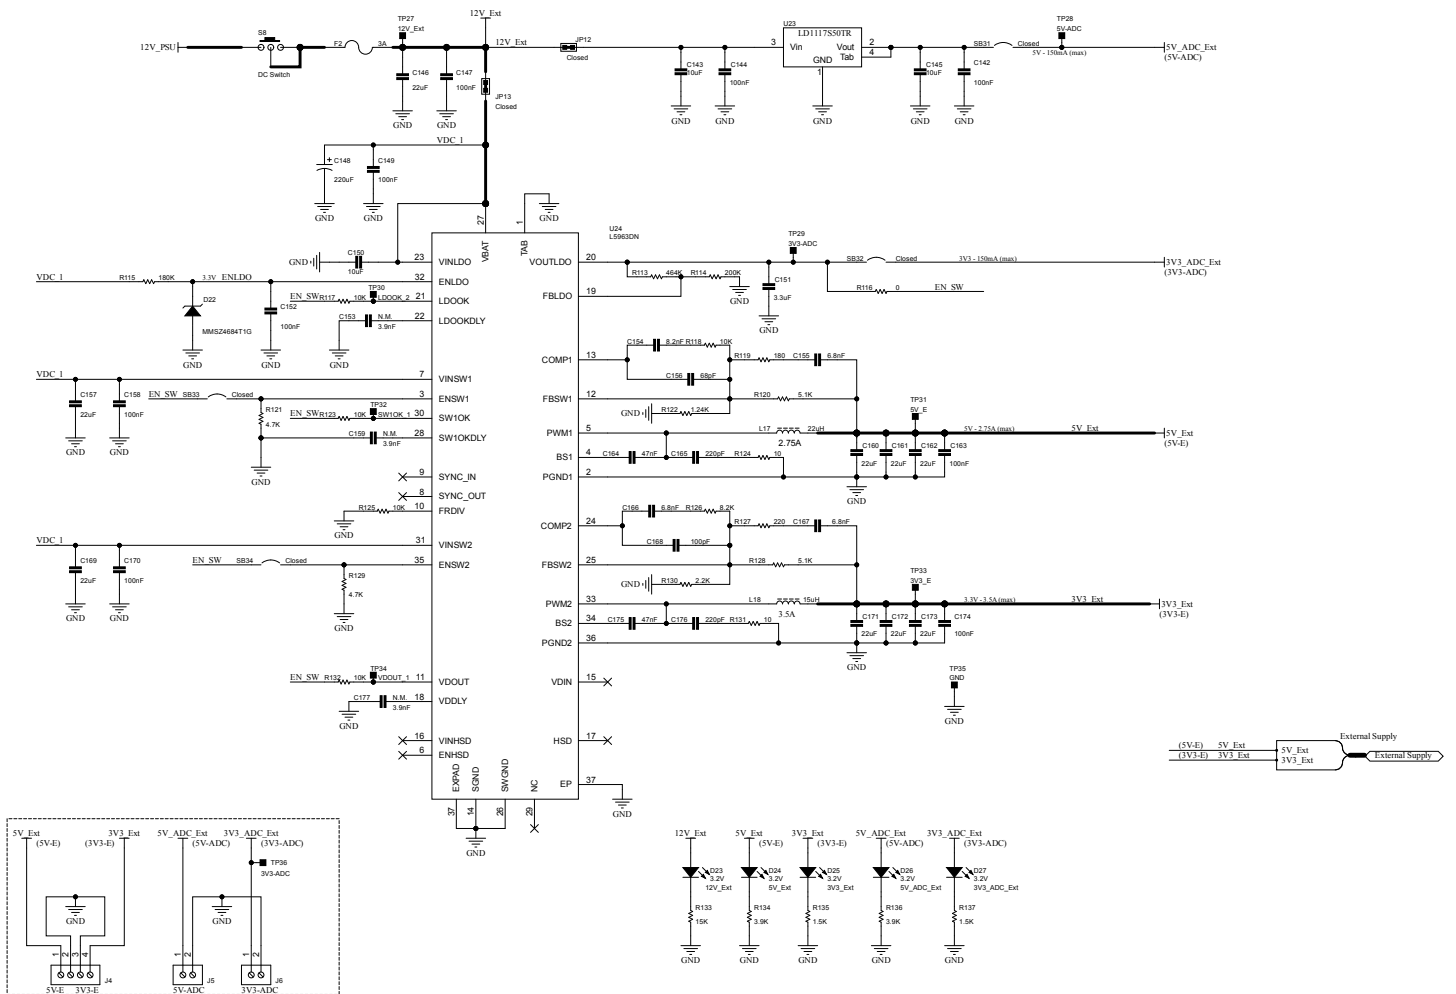 12V_PSU
S8
DC Switch
F2
3A
TP27
12V_Ext
12V_Ext
12V_Ext
C146
22uF
GND
C147
100nF
GND
JP13
Closed
JP12
Closed
C143
10uF
GND
C144
100nF
GND
U23
LD1117S50TR
3
Vin
Vout
2
Tab
4
GND
1
GND
C145
10uF
GND
C142
100nF
GND
SB31
Closed
5V - 150mA (max)
TP28
5V-ADC
5V_ADC_Ext
(5V-ADC)
VDC_1
C148
220uF
GND
C149
100nF
GND
GND
U24
L5963DN
27
VBAT
1
TAB
GND
C150
10uF
23
VINLDO
VDC_1
R115
180K
3.3V
ENLDO
32
ENLDO
D22
MMSZ4684T1G
GND
C152
100nF
GND
EN_SW
R117
10K
TP30
LDOOK_2
21
LDOOK
C153
N.M.
3.9nF
22
LDOOKDLY
GND
VDC_1
7
VINSW1
C157
22uF
GND
C158
100nF
GND
EN_SW
SB33
Closed
3
ENSW1
R121
4.7K
GND
EN_SW
R123
10K
TP32
SW1OK_1
30
SW1OK
C159
N.M.
3.9nF
28
SW1OKDLY
9
SYNC_IN
8
SYNC_OUT
R125
10K
10
FRDIV
GND
VDC_1
31
VINSW2
C169
22uF
GND
C170
100nF
GND
EN_SW
SB34
Closed
35
ENSW2
R129
4.7K
GND
EN_SW
R132
10K
TP34
VDOUT_1
11
VDOUT
C177
N.M.
3.9nF
18
VDDLY
GND
16
VINHSD
6
ENHSD
EXPAD
SGND
SWGND
NC
37
14
26
29
GND
VOUTLDO
20
R113
464K
R114
200K
GND
FBLDO
19
C151
3.3uF
GND
TP29
3V3-ADC
SB32
Closed
3V3 - 150mA (max)
3V3_ADC_Ext
(3V3-ADC)
R116
0
EN_SW
COMP1
13
C154
8.2nF
R118
10K
C156
68pF
R119
180
C155
6.8nF
FBSW1
12
R120
5.1K
GND
R122
1.24K
PWM1
5
L17
22uH
2.75A
TP31
5V_E
5V - 2.75A (max)
5V_Ext
5V_Ext
(5V-E)
BS1
4
C164
47nF
C165
220pF
R124
10
PGND1
2
C160
22uF
C161
22uF
C162
22uF
C163
100nF
GND
COMP2
24
C166
6.8nF
R126
8.2K
C168
100pF
R127
220
C167
6.8nF
FBSW2
25
R128
5.1K
GND
R130
2.2K
PWM2
33
L18
15uH
3.5A
TP33
3V3_E
3.3V - 3.5A (max)
3V3_Ext
3V3_Ext
(3V3-E)
BS2
34
C175
47nF
C176
220pF
R131
10
PGND2
36
C171
22uF
C172
22uF
C173
22uF
C174
100nF
GND
VDIN
15
TP35
GND
GND
HSD
17
EP
37
GND
(5V-E)
5V_Ext
(3V3-E)
3V3_Ext
5V_Ext
3V3_Ext
External Supply
External Supply
5V_Ext
(5V-E)
3V3_Ext
(3V3-E)
GND
1
2
3
4
J4
5V-E
3V3-E
5V_ADC_Ext
(5V-ADC)
3V3_ADC_Ext
(3V3-ADC)
TP36
3V3-ADC
GND
1
2
J5
5V-ADC
1
2
J6
3V3-ADC
12V_Ext
D23
3.2V
12V_Ext
R133
15K
GND
5V_Ext
(5V-E)
D24
3.2V
5V_Ext
R134
3.9K
GND
3V3_Ext
(3V3-E)
D25
3.2V
3V3_Ext
R135
1.5K
GND
5V_ADC_Ext
(5V-ADC)
D26
3.2V
5V_ADC_Ext
R136
3.9K
GND
3V3_ADC_Ext
(3V3-ADC)
D27
3.2V
3V3_ADC_Ext
R137
1.5K
GND